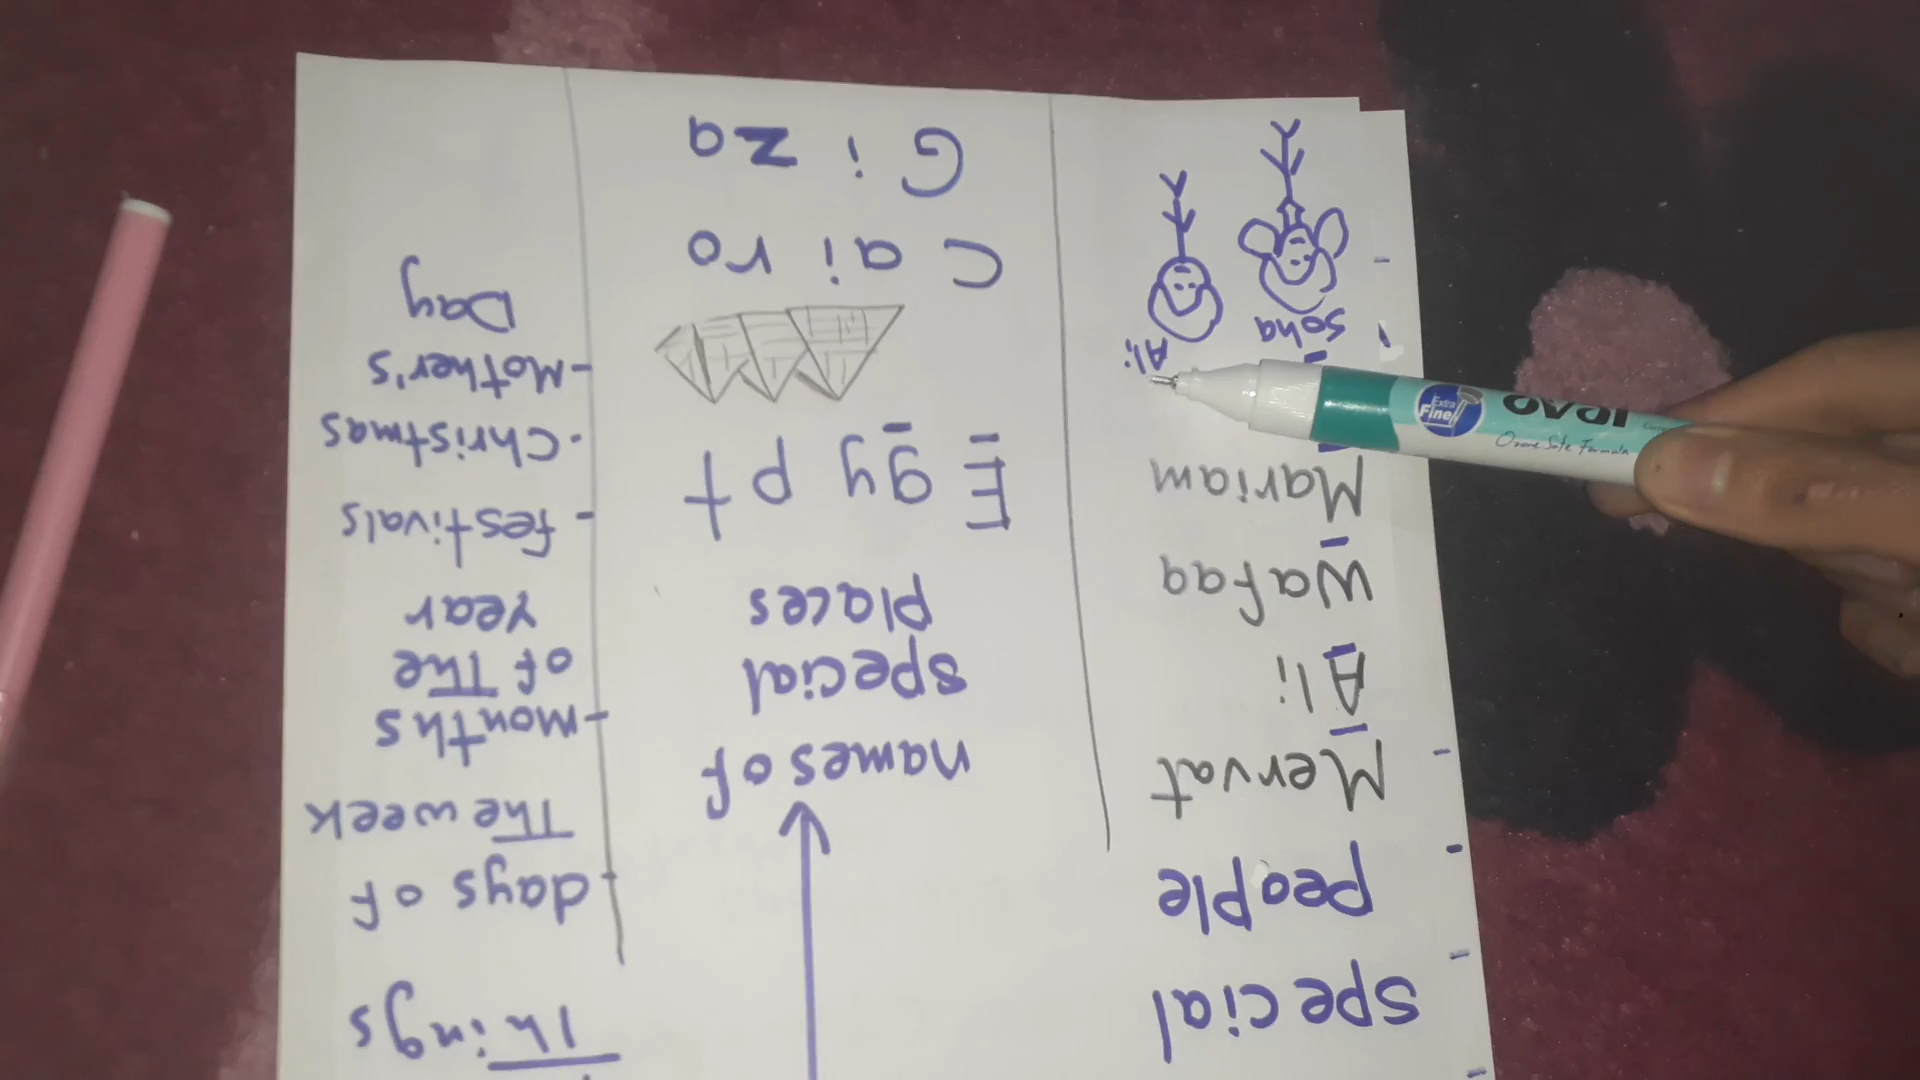 special
people
Mervat
Ali
Wafaa
Mariam
Soha
Ali
names of
special
places
Egypt
Cairo
Giza
Things
-days of
The week
-Months
of The
year
-festivals
-Christmas
-Mother's
Day
Extra
Fine
Ozone Safe Formula